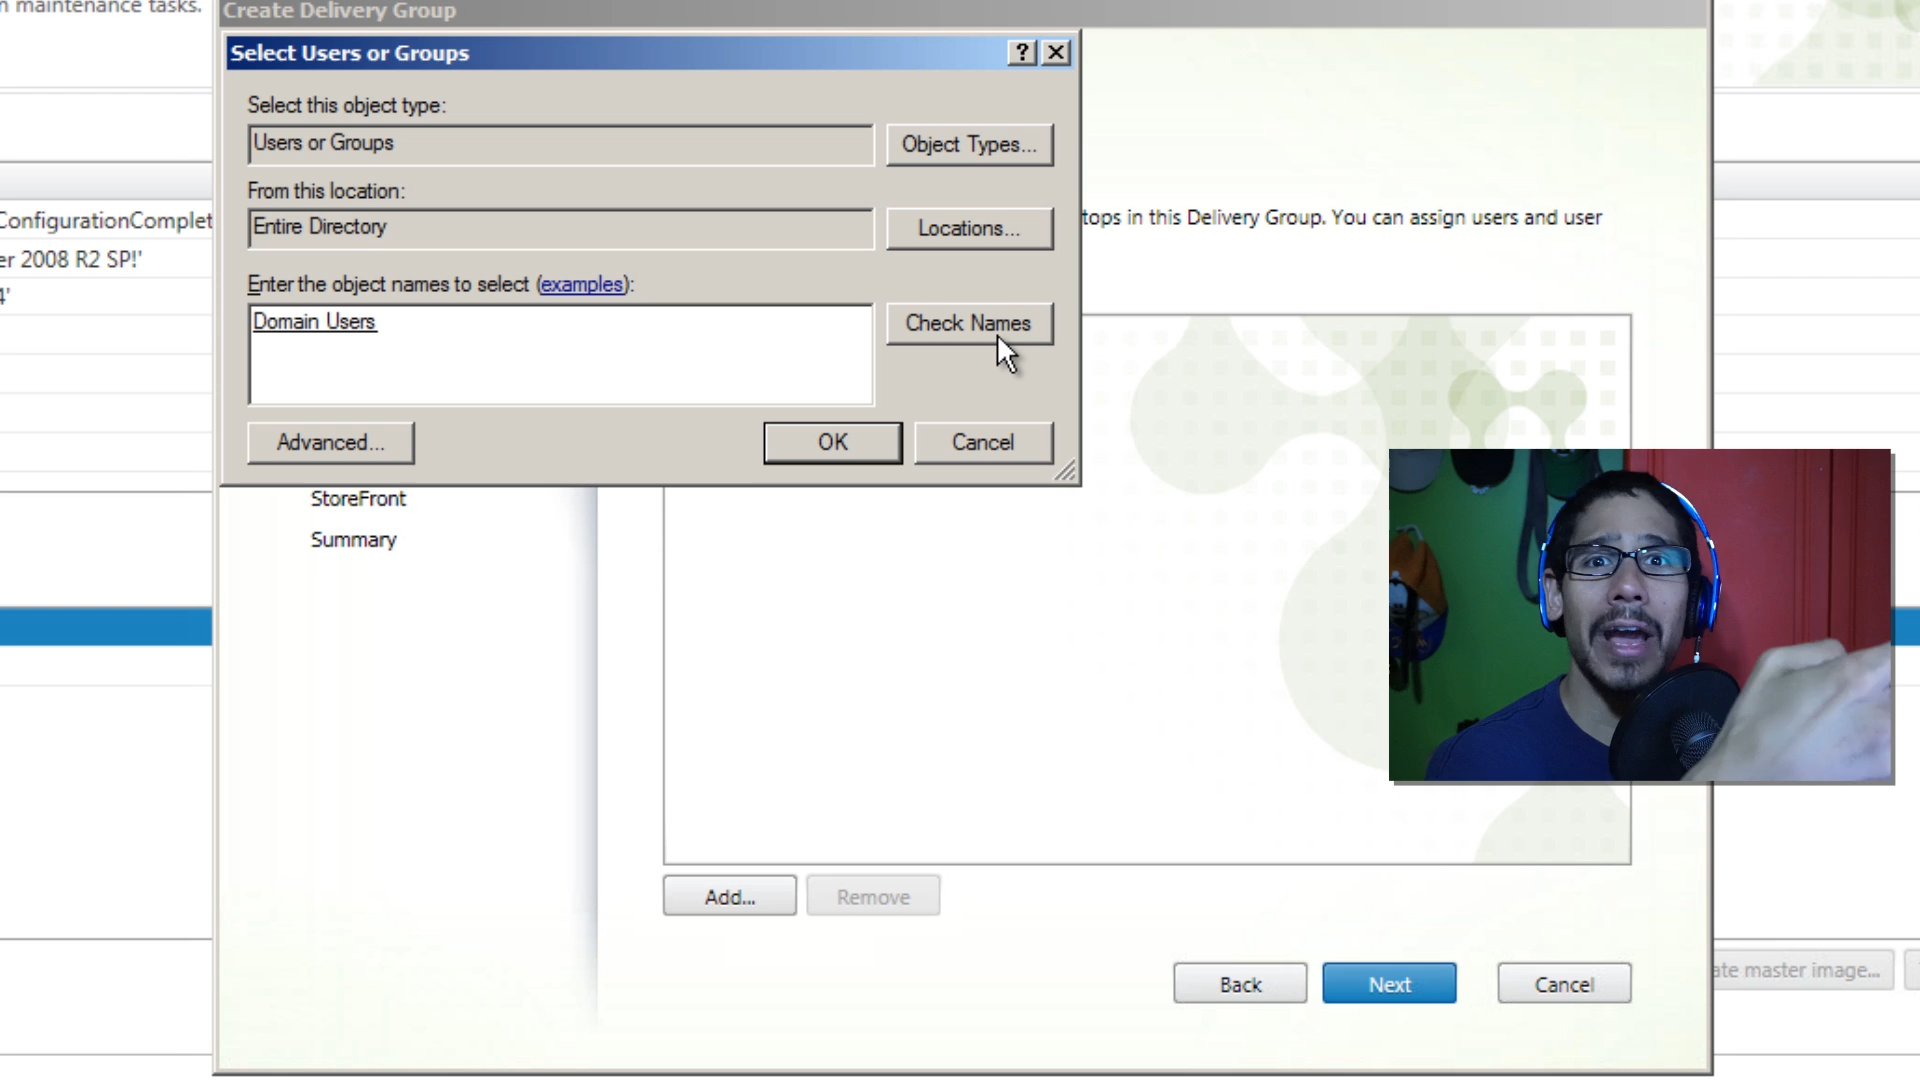 n maintenance tasks.
Create Delivery Group
Select Users or Groups
Select this object type:
Users or Groups
Object Types...
From this location:
Entire Directory
Locations...
ConfigurationComplet
tops in this Delivery Group. You can assign users and user
er 2008 R2 SP!'
4'
Enter the object names to select (examples):
Domain Users
Check Names
Advanced...
OK
Cancel
StoreFront
Summary
Add...
Remove
Back
Next
Cancel
ate master image...